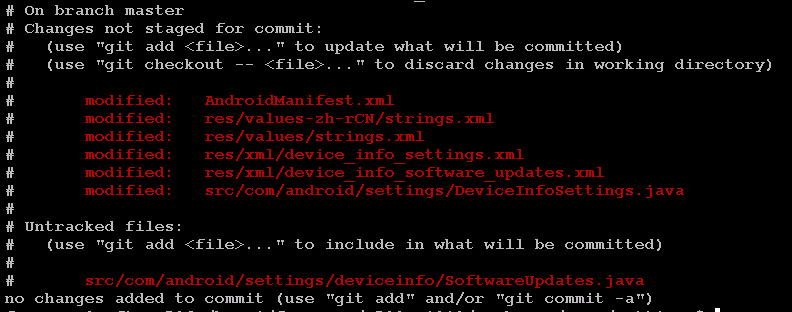 # On branch master
# Changes not staged for commit:
#   (use "git add <file>..." to update what will be committed)
#   (use "git checkout -- <file>..." to discard changes in working directory)
#
#       modified:   AndroidManifest.xml
#       modified:   res/values-zh-rCN/strings.xml
#       modified:   res/values/strings.xml
#       modified:   res/xml/device_info_settings.xml
#       modified:   res/xml/device_info_software_updates.xml
#       modified:   src/com/android/settings/DeviceInfoSettings.java
#
# Untracked files:
#   (use "git add <file>..." to include in what will be committed)
#
#       src/com/android/settings/deviceinfo/SoftwareUpdates.java
no changes added to commit (use "git add" and/or "git commit -a")